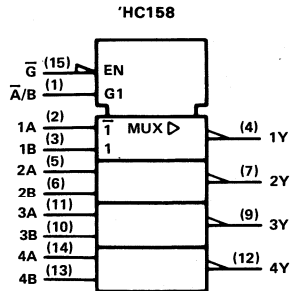 'HC158
G̅ (15) EN
A̅/B (1) G1
1A (2) 1̅ MUX ▷ (4) 1Y
1B (3) 1
2A (5) (7) 2Y
2B (6)
3A (11) (9) 3Y
3B (10)
4A (14) (12) 4Y
4B (13)